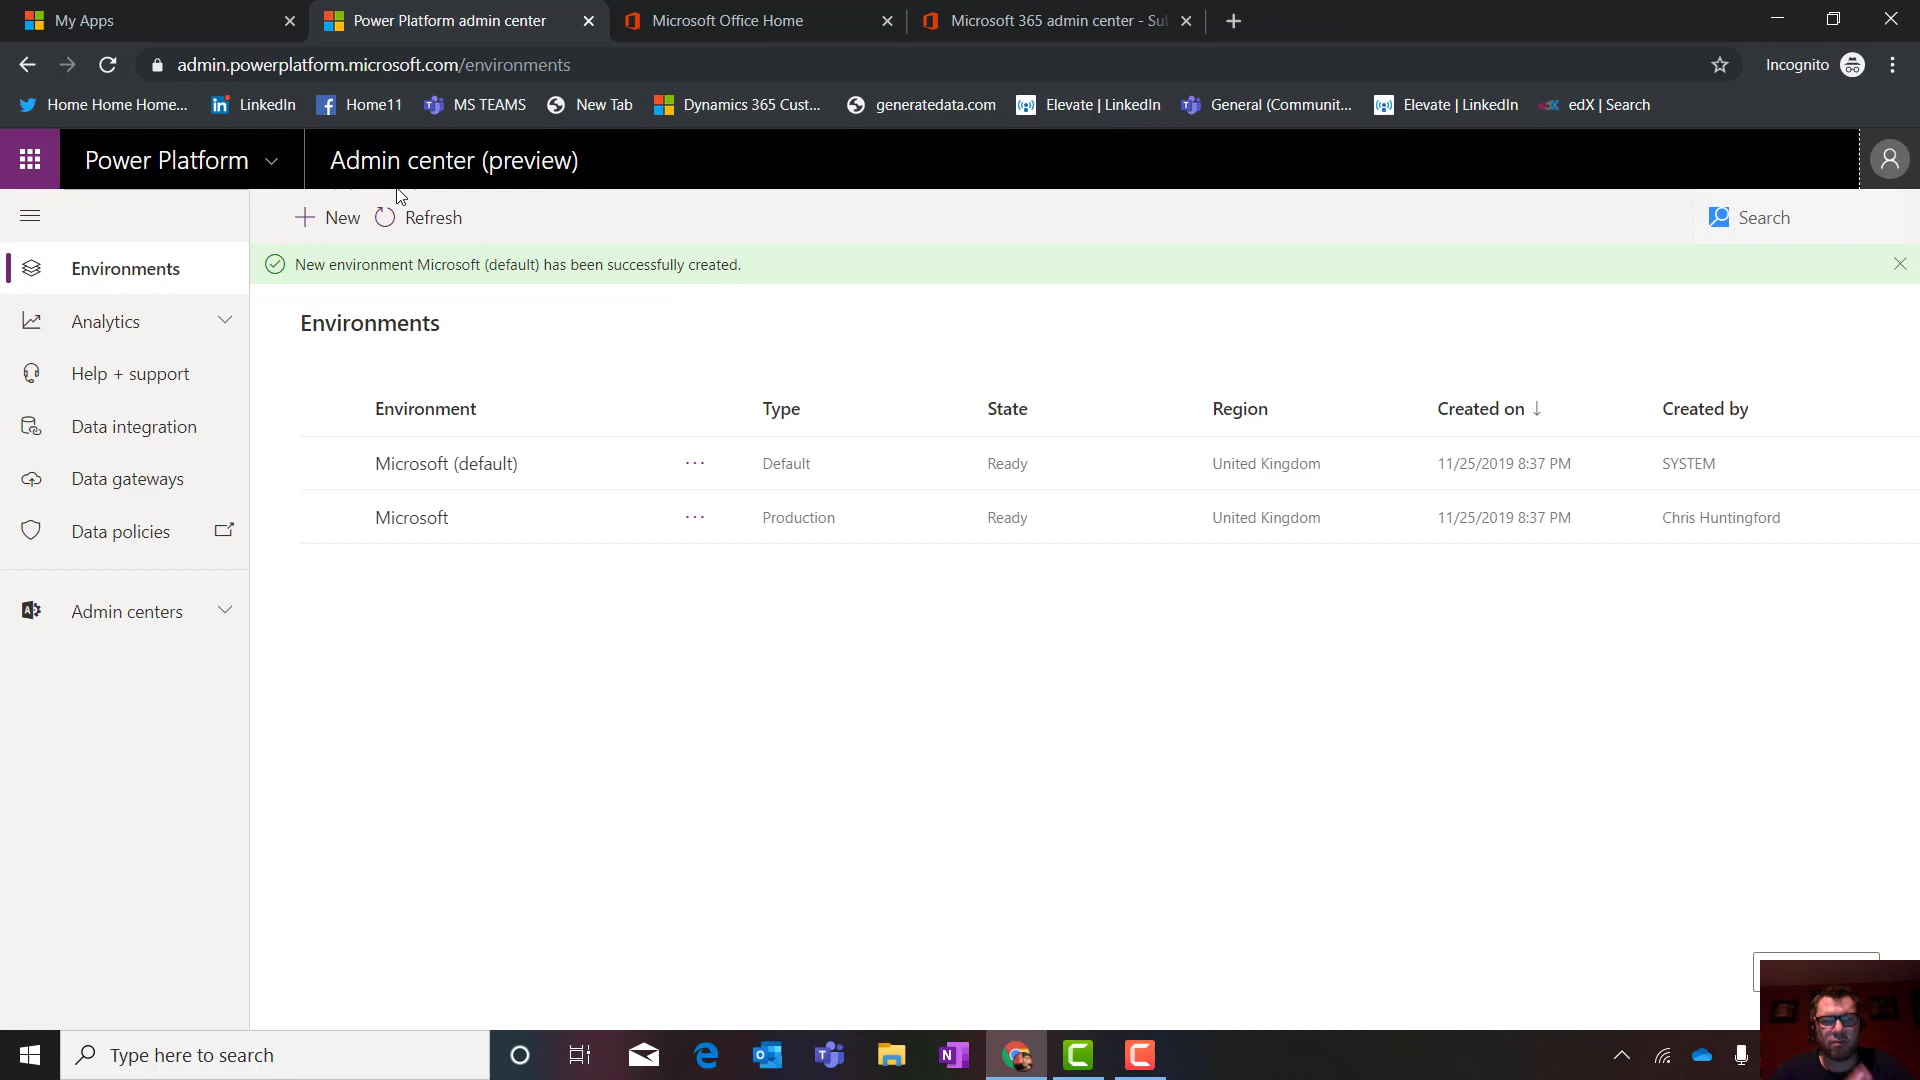 My Apps
Power Platform admin center
Microsoft Office Home
Microsoft 365 admin center - Su
admin.powerplatform.microsoft.com/environments
Incognito
Home Home Home...
LinkedIn
Home11
MS TEAMS
New Tab
Dynamics 365 Cust...
generatedata.com
Elevate | LinkedIn
General (Communit...
Elevate | LinkedIn
edX | Search
Power Platform
Admin center (preview)
New
Refresh
Search
Environments
New environment Microsoft (default) has been successfully created.
Analytics
Environments
Help + support
Environment
Type
State
Region
Created on ↓
Created by
Data integration
Microsoft (default)
...
Default
Ready
United Kingdom
11/25/2019 8:37 PM
SYSTEM
Data gateways
Microsoft
...
Production
Ready
United Kingdom
11/25/2019 8:37 PM
Chris Huntingford
Data policies
Admin centers
Type here to search